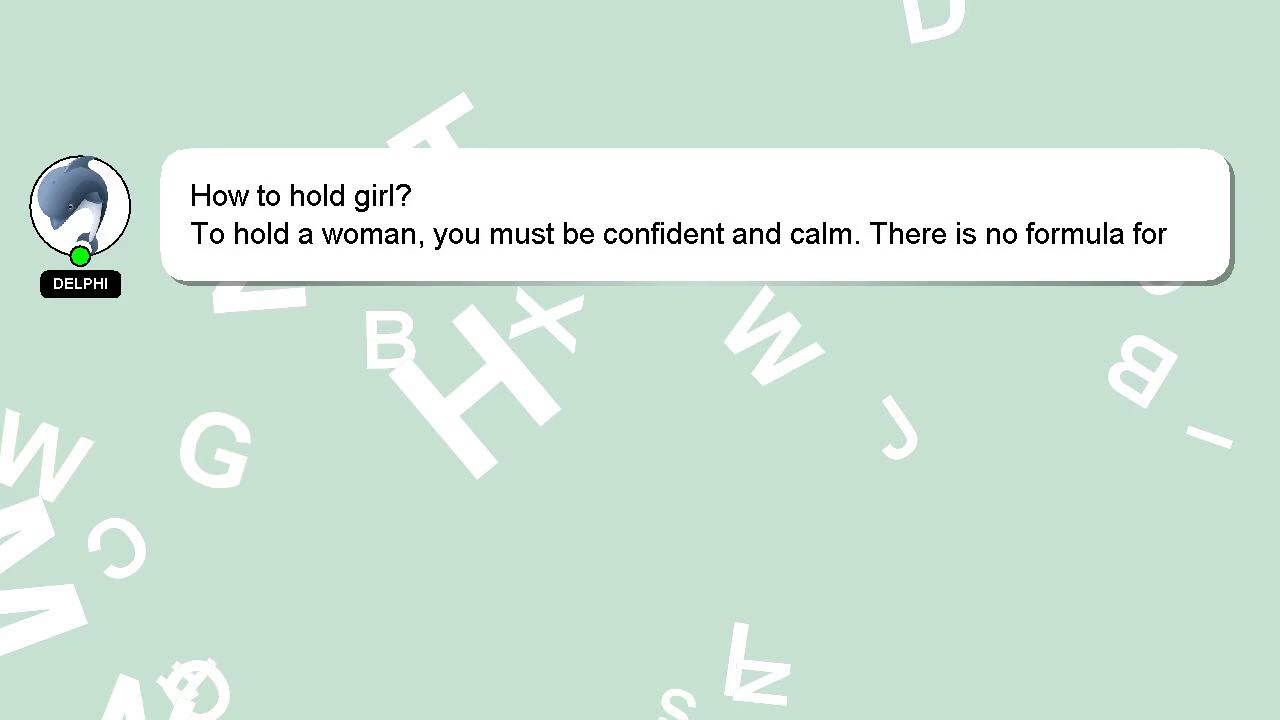 DELPHI
How to hold girl?
To hold a woman, you must be confident and calm. There is no formula for
D
H
B
X
W
J
B
I
G
W
C
S
N